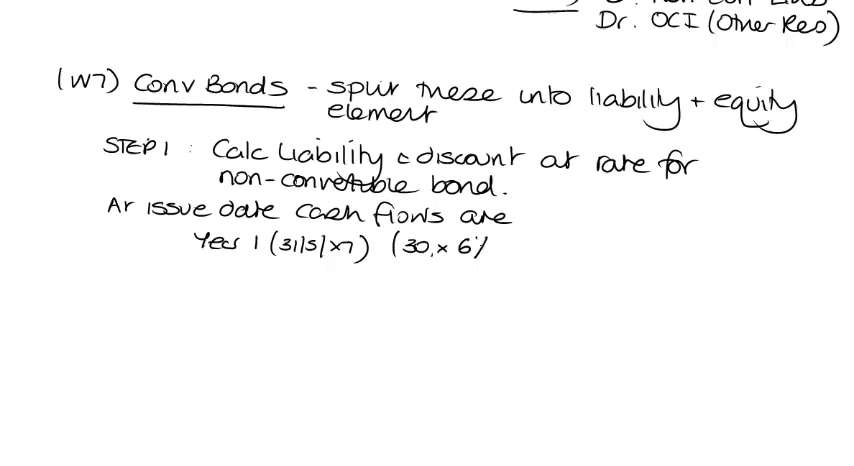 Dr. OCI (Other Res)
(W7) Conv Bonds - split these into liability + equity
element
STEP 1 : Calc Liability c discount at rate for
non-convertible bond.
At issue date cash flows are
Year 1 (31/5/x7) (30 x 6%